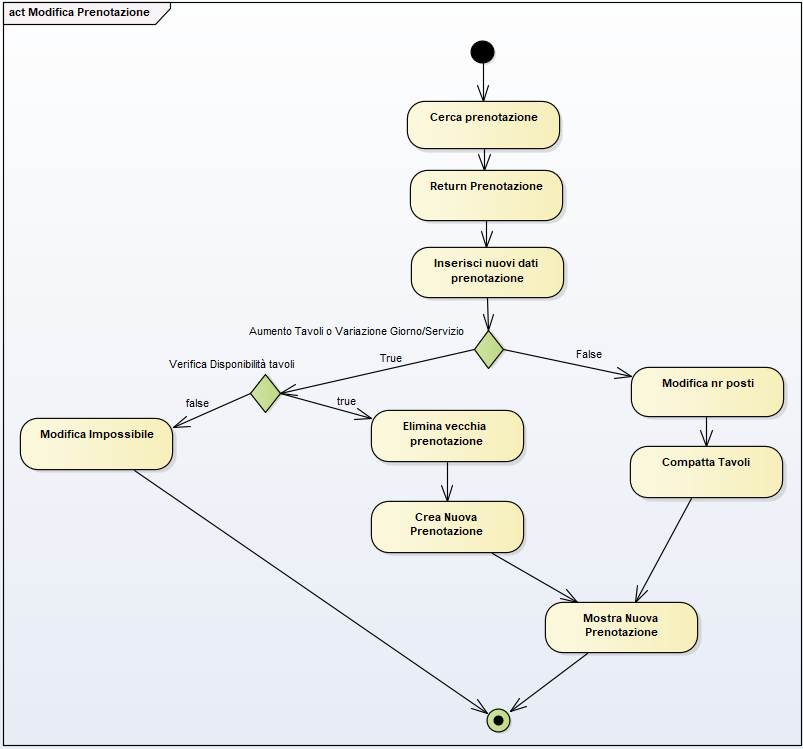 act Modifica Prenotazione
Cerca prenotazione
Return Prenotazione
Inserisci nuovi dati
prenotazione
Aumento Tavoli o Variazione Giorno/Servizio
True
False
Verifica Disponibilità tavoli
false
true
Modifica nr posti
Modifica Impossibile
Elimina vecchia
prenotazione
Compatta Tavoli
Crea Nuova
Prenotazione
Mostra Nuova
Prenotazione